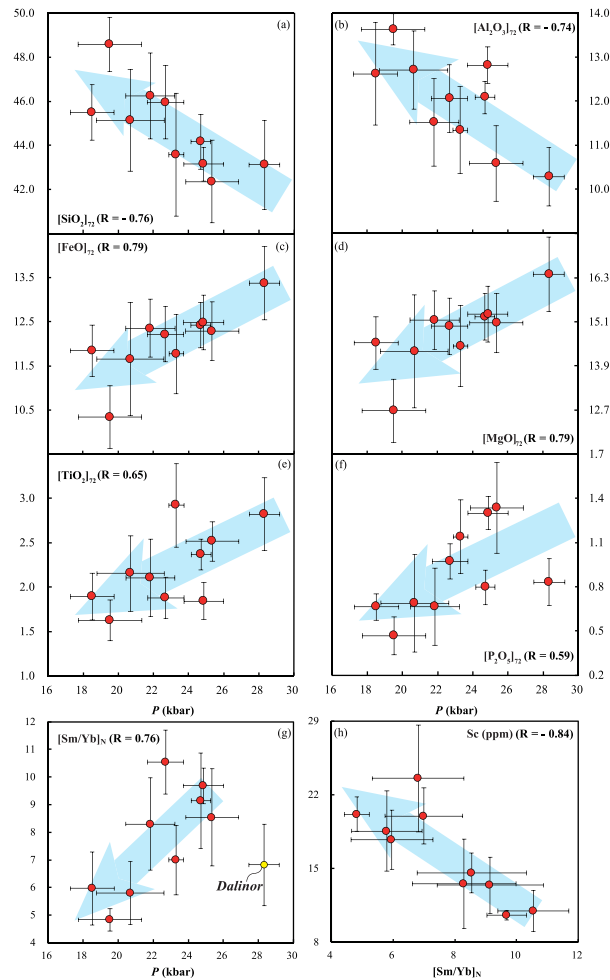 50.0
48.0
46.0
44.0
42.0
(a)
[SiO₂]₇₂ (R = - 0.76)
(b)
[Al₂O₃]₇₂ (R = - 0.74)
14.0
13.0
12.0
11.0
10.0
9.0
[FeO]₇₂ (R = 0.79)
(c)
13.5
12.5
11.5
10.5
(d)
[MgO]₇₂ (R = 0.79)
16.3
15.1
13.9
12.7
[TiO₂]₇₂ (R = 0.65)
(e)
3.0
2.5
2.0
1.5
1.0
(f)
[P₂O₅]₇₂ (R = 0.59)
1.7
1.4
1.1
0.8
0.5
0.2
16 18 20 22 24 26 28 30
16 18 20 22 24 26 28 30
P (kbar)
P (kbar)
[Sm/Yb]N (R = 0.76)
(g)
12
11
10
9
8
7
6
5
4
Dalinor
16 18 20 22 24 26 28 30
P (kbar)
(h)
Sc (ppm) (R = - 0.84)
29
22
15
8
4 6 8 10 12
[Sm/Yb]N